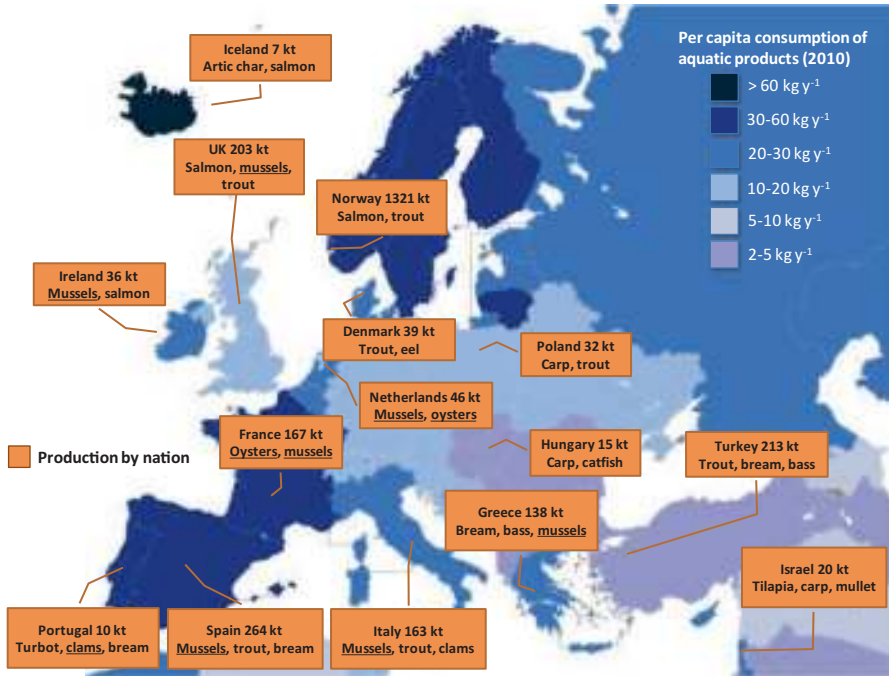 Iceland 7 kt
Artic char, salmon
Per capita consumption of
aquatic products (2010)
> 60 kg y⁻¹
30-60 kg y⁻¹
20-30 kg y⁻¹
10-20 kg y⁻¹
5-10 kg y⁻¹
2-5 kg y⁻¹
UK 203 kt
Salmon, mussels,
trout
Norway 1321 kt
Salmon, trout
Ireland 36 kt
Mussels, salmon
Denmark 39 kt
Trout, eel
Poland 32 kt
Carp, trout
Netherlands 46 kt
Mussels, oysters
France 167 kt
Oysters, mussels
Hungary 15 kt
Carp, catfish
Turkey 213 kt
Trout, bream, bass
Production by nation
Greece 138 kt
Bream, bass, mussels
Israel 20 kt
Tilapia, carp, mullet
Portugal 10 kt
Turbot, clams, bream
Spain 264 kt
Mussels, trout, bream
Italy 163 kt
Mussels, trout, clams